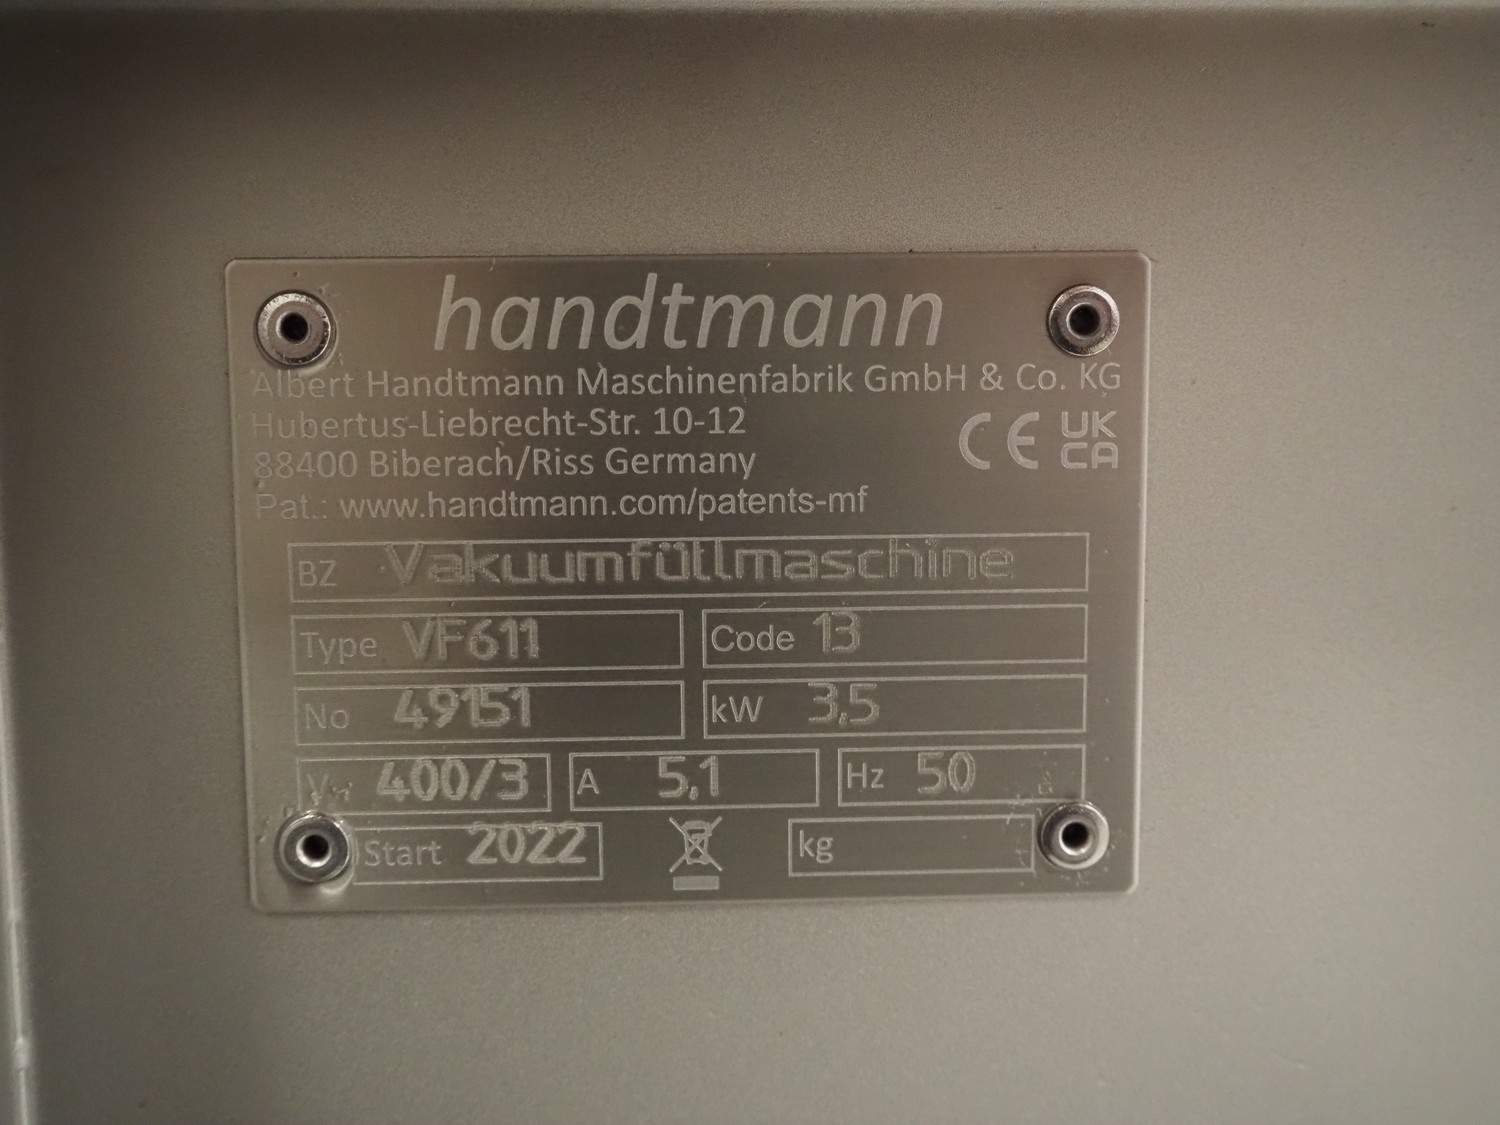 handtmann
Albert Handtmann Maschinenfabrik GmbH & Co. KG
Hubertus-Liebrecht-Str. 10-12
88400 Biberach/Riss Germany
CE UK CA
Pat.: www.handtmann.com/patents-mf
BZ Vakuumfüllmaschine
Type VF611 Code 13
No 49151 kW 3,5
V~ 400/3 A 5,1 Hz 50
Start 2022 kg